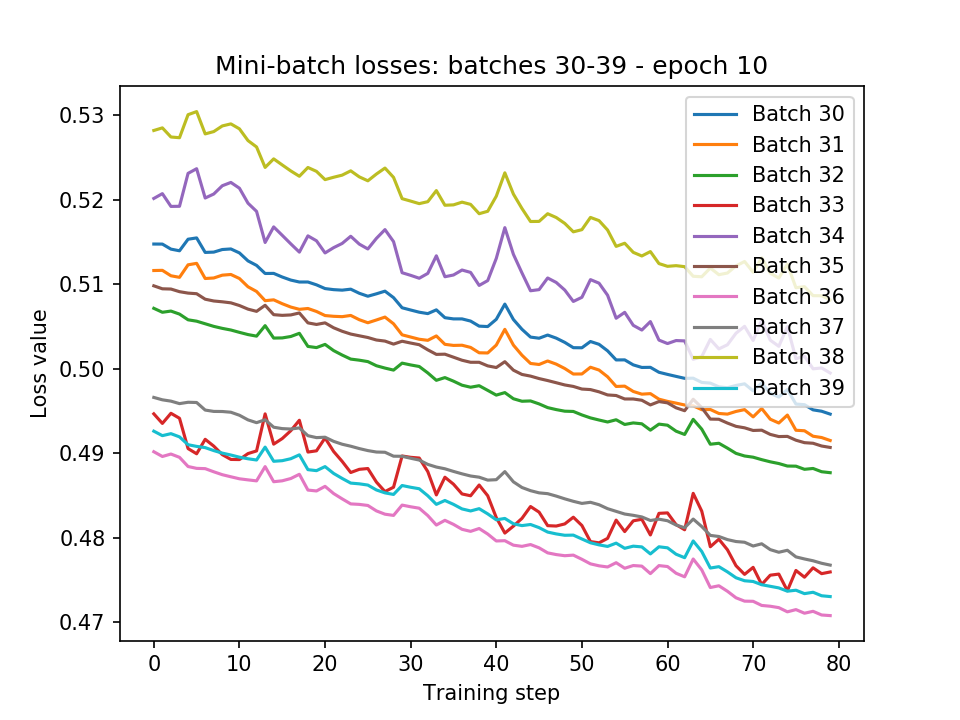 Mini-batch losses: batches 30-39 - epoch 10
0.53
0.52
0.51
0.50
0.49
0.48
0.47
Loss value
0
10
20
30
40
50
60
70
80
Training step
Batch 30
Batch 31
Batch 32
Batch 33
Batch 34
Batch 35
Batch 36
Batch 37
Batch 38
Batch 39